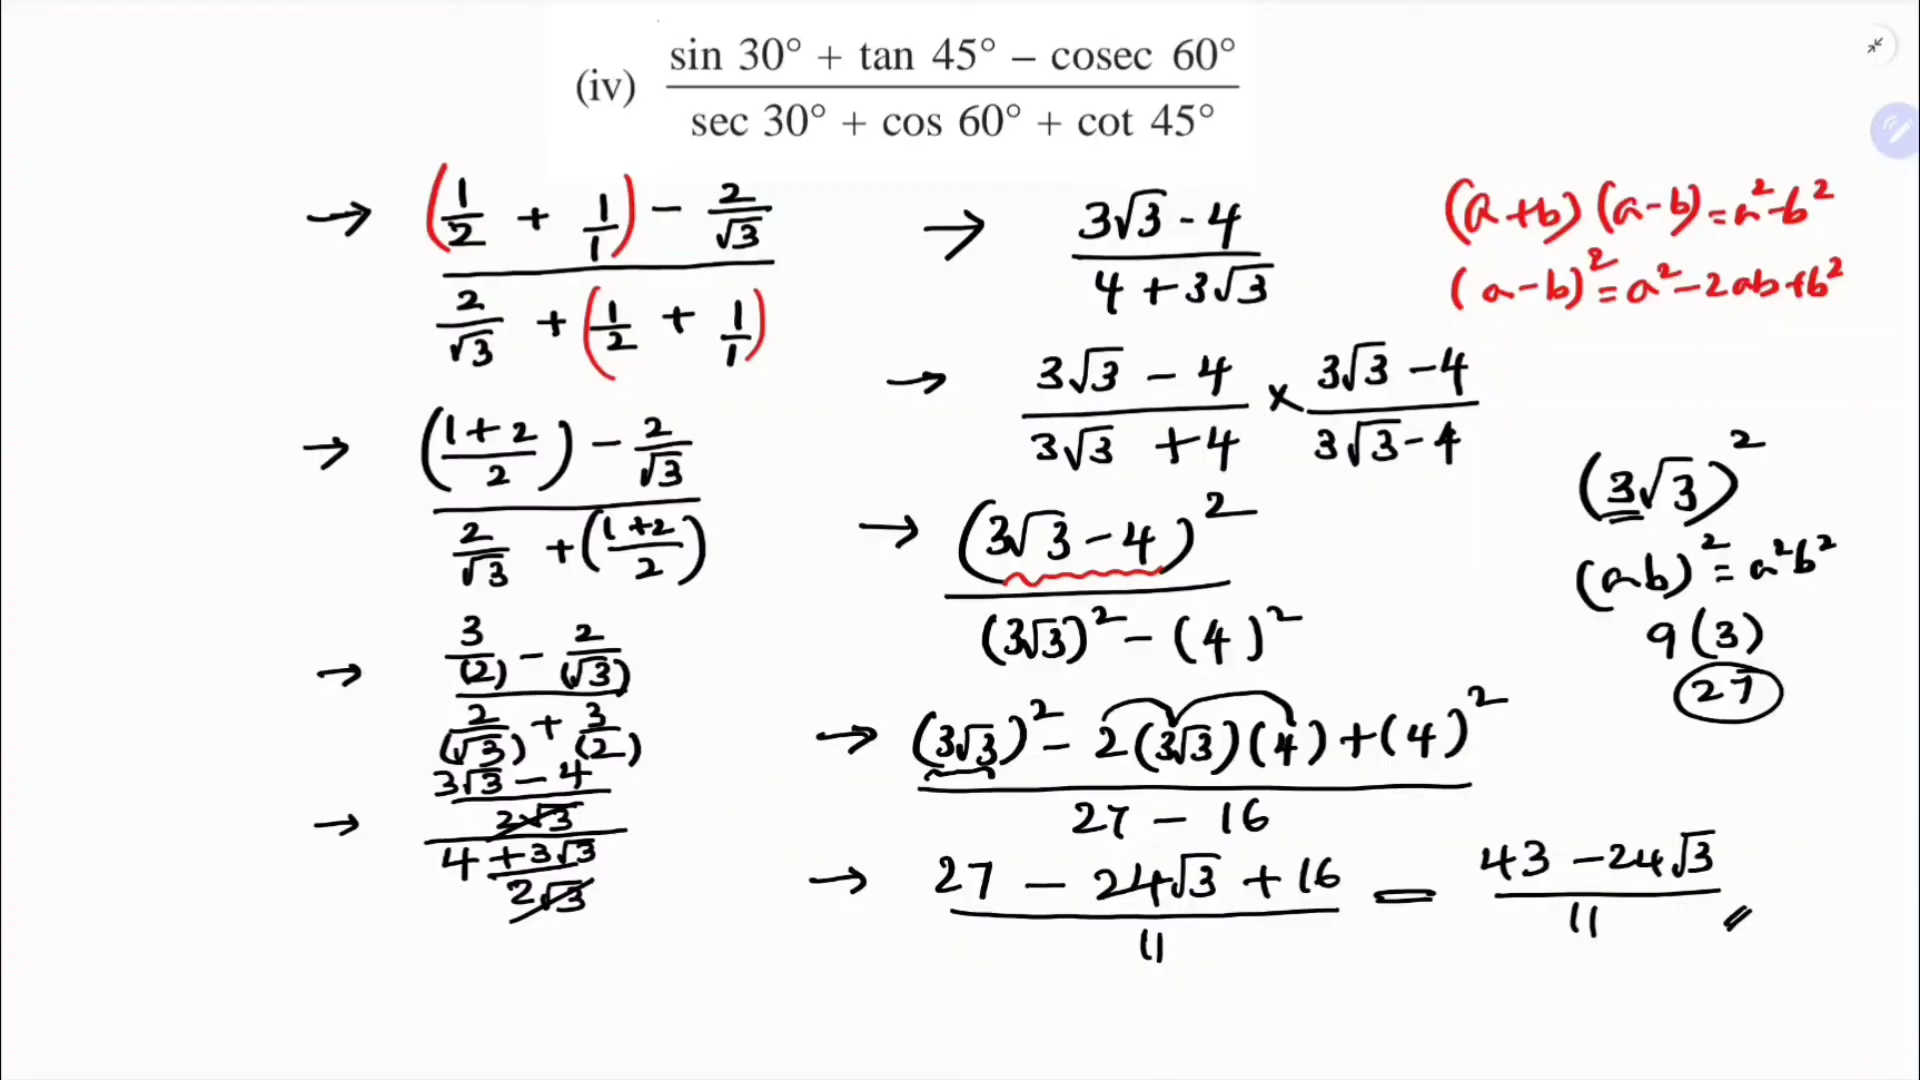 (iv) (sin 30° + tan 45° – cosec 60°)/(sec 30° + cos 60° + cot 45°)
→ ((1/2 + 1/1) - 2/√3)/(2/√3 + (1/2 + 1/1))
→ (((1+2)/2) - 2/√3)/(2/√3 + ((1+2)/2))
→ (3/(2) - 2/(√3))/(2/(√3) + 3/(2))
→ ((3√3 - 4)/2√3)/((4 + 3√3)/2√3)
→ (3√3 - 4)/(4 + 3√3)
→ (3√3 - 4)/(3√3 + 4) × (3√3 - 4)/(3√3 - 4)
→ (3√3 - 4)²/((3√3)² - (4)²)
→ ((3√3)² - 2(3√3)(4) + (4)²)/(27 - 16)
→ (27 - 24√3 + 16)/11 = (43 - 24√3)/11 //
(a+b)(a-b)=a²-b²
(a-b)²=a²-2ab+b²
(3√3)²
(ab)²=a²b²
9(3)
27